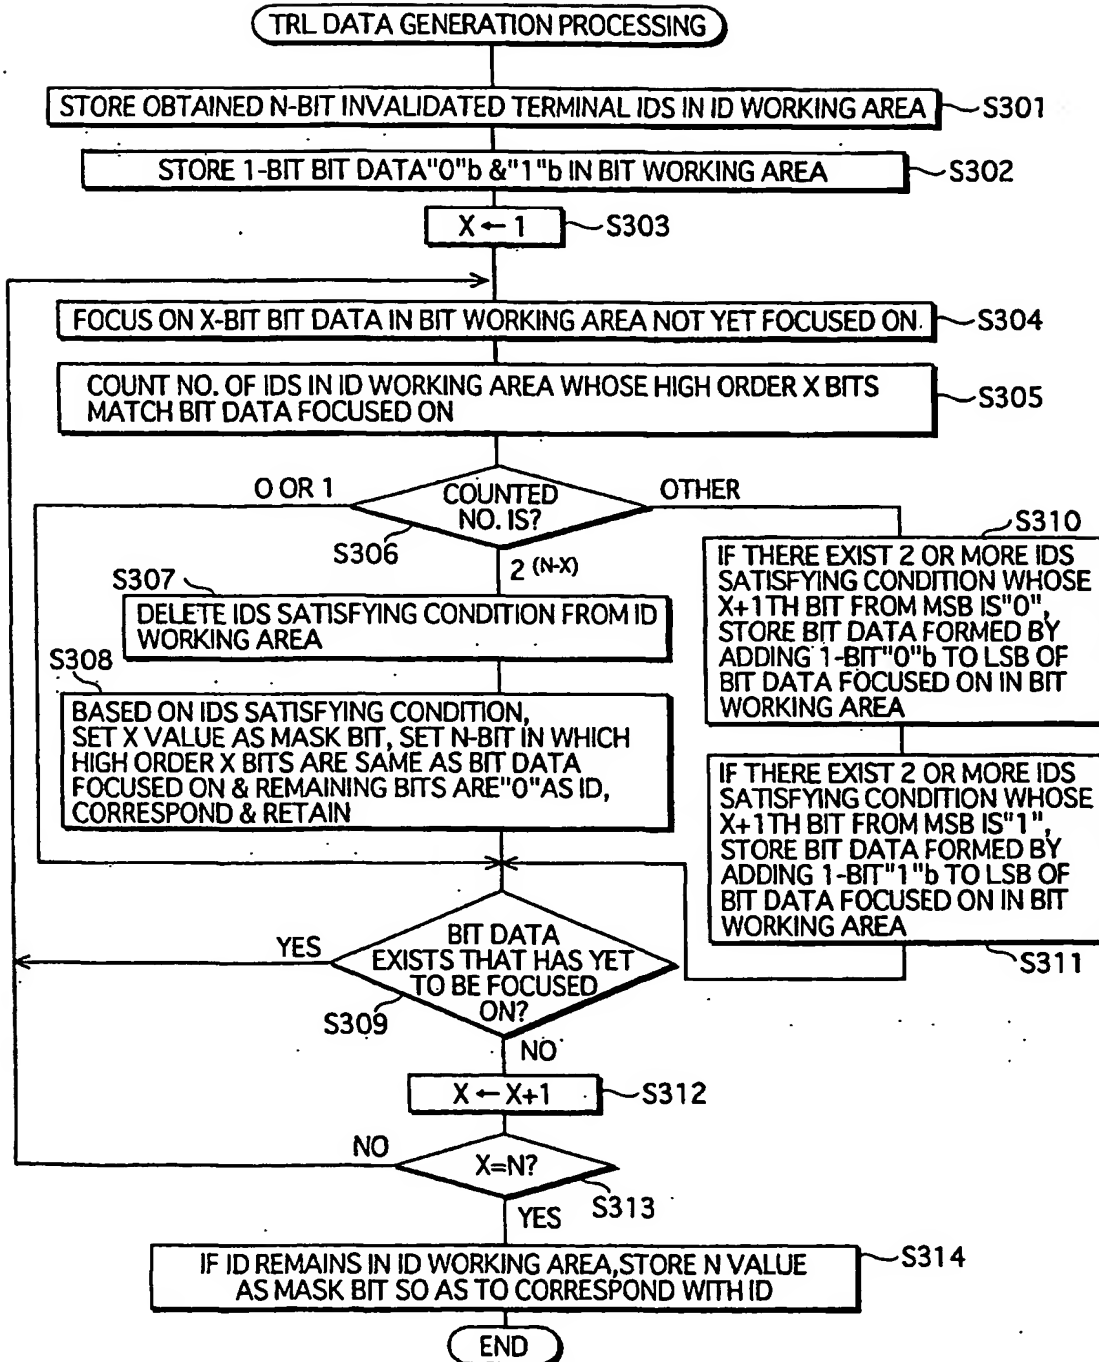 TRL DATA GENERATION PROCESSING
STORE OBTAINED N-BIT INVALIDATED TERMINAL IDS IN ID WORKING AREA
S301
STORE 1-BIT BIT DATA"0"b &"1"b IN BIT WORKING AREA
S302
X ← 1
S303
FOCUS ON X-BIT BIT DATA IN BIT WORKING AREA NOT YET FOCUSED ON.
S304
COUNT NO. OF IDS IN ID WORKING AREA WHOSE HIGH ORDER X BITS
MATCH BIT DATA FOCUSED ON
S305
0 OR 1
COUNTED
NO. IS?
OTHER
S306
2 (N-X)
S307
DELETE IDS SATISFYING CONDITION FROM ID
WORKING AREA
S308
BASED ON IDS SATISFYING CONDITION,
SET X VALUE AS MASK BIT, SET N-BIT IN WHICH
HIGH ORDER X BITS ARE SAME AS BIT DATA
FOCUSED ON & REMAINING BITS ARE"0"AS ID,
CORRESPOND & RETAIN
S310
IF THERE EXIST 2 OR MORE IDS
SATISFYING CONDITION WHOSE
X+1TH BIT FROM MSB IS"0",
STORE BIT DATA FORMED BY
ADDING 1-BIT"0"b TO LSB OF
BIT DATA FOCUSED ON IN BIT
WORKING AREA
IF THERE EXIST 2 OR MORE IDS
SATISFYING CONDITION WHOSE
X+1TH BIT FROM MSB IS"1",
STORE BIT DATA FORMED BY
ADDING 1-BIT"1"b TO LSB OF
BIT DATA FOCUSED ON IN BIT
WORKING AREA
S311
YES
BIT DATA
EXISTS THAT HAS YET
TO BE FOCUSED
ON?
S309
NO
X ← X+1
S312
NO
X=N?
S313
YES
IF ID REMAINS IN ID WORKING AREA,STORE N VALUE
AS MASK BIT SO AS TO CORRESPOND WITH ID
S314
END